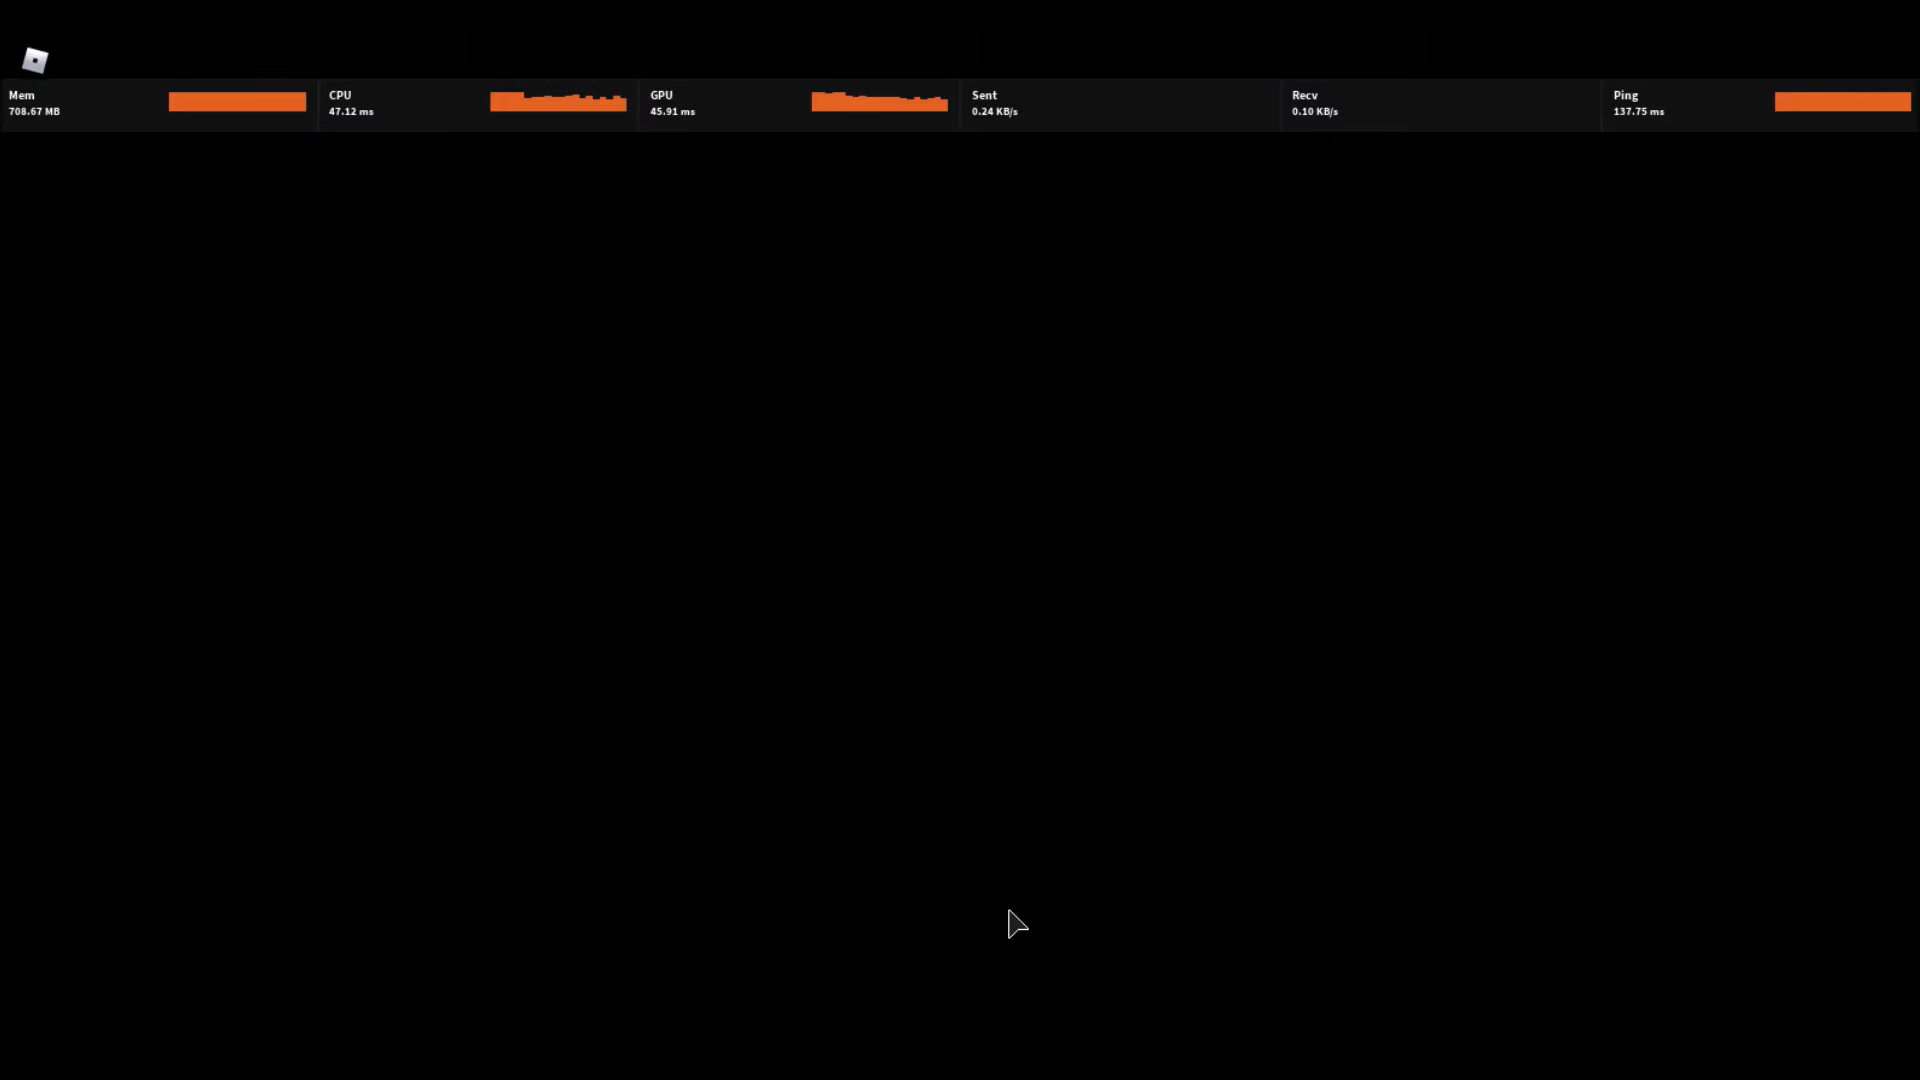 Mem
708.67 MB
CPU
47.12 ms
GPU
45.91 ms
Sent
0.24 KB/s
Recv
0.10 KB/s
Ping
137.75 ms